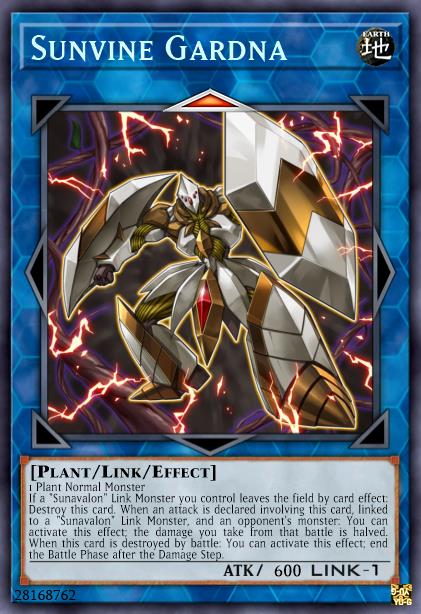 Sunvine Gardna
EARTH
地
[Plant/Link/Effect]
1 Plant Normal Monster
If a "Sunavalon" Link Monster you control leaves the field by card effect:
Destroy this card. When an attack is declared involving this card, linked
to a "Sunavalon" Link Monster, and an opponent's monster: You can
activate this effect; the damage you take from that battle is halved.
When this card is destroyed by battle: You can activate this effect; end
the Battle Phase after the Damage Step.
ATK/ 600 LINK-1
28168762